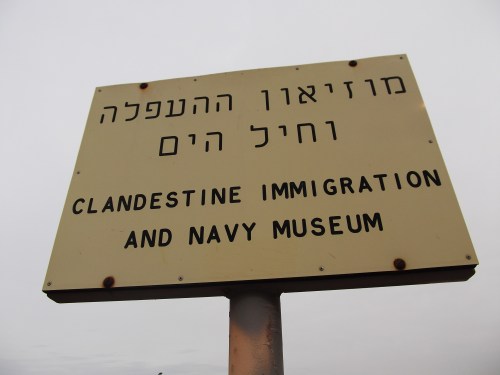 מוזיאון ההעפלה
וחיל הים
CLANDESTINE IMMIGRATION
AND NAVY MUSEUM